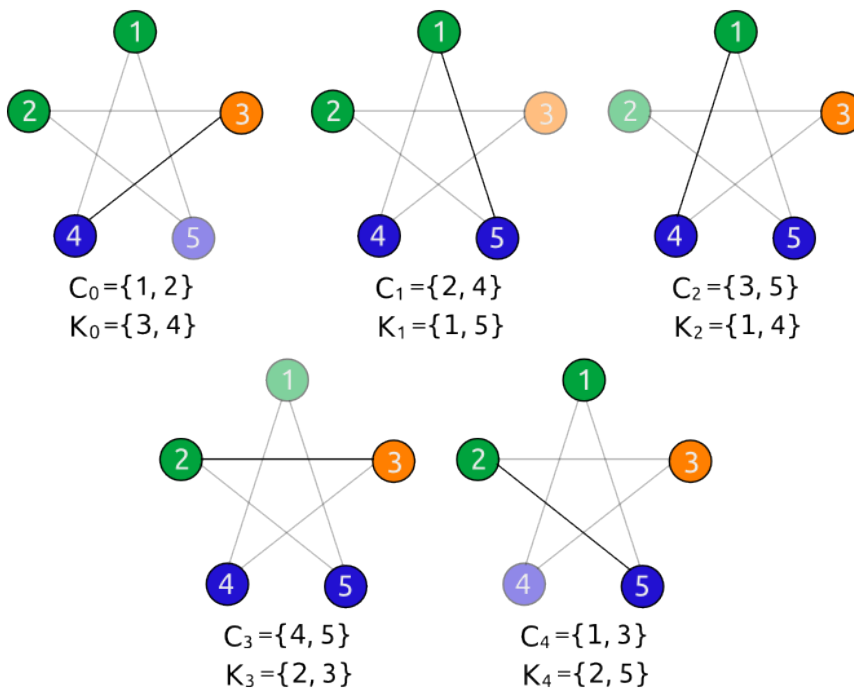 1
2 3
4 5
C₀={1, 2}
K₀={3, 4}
1
2 3
4 5
C₁={2, 4}
K₁={1, 5}
1
2 3
4 5
C₂={3, 5}
K₂={1, 4}
1
2 3
4 5
C₃={4, 5}
K₃={2, 3}
1
2 3
4 5
C₄={1, 3}
K₄={2, 5}